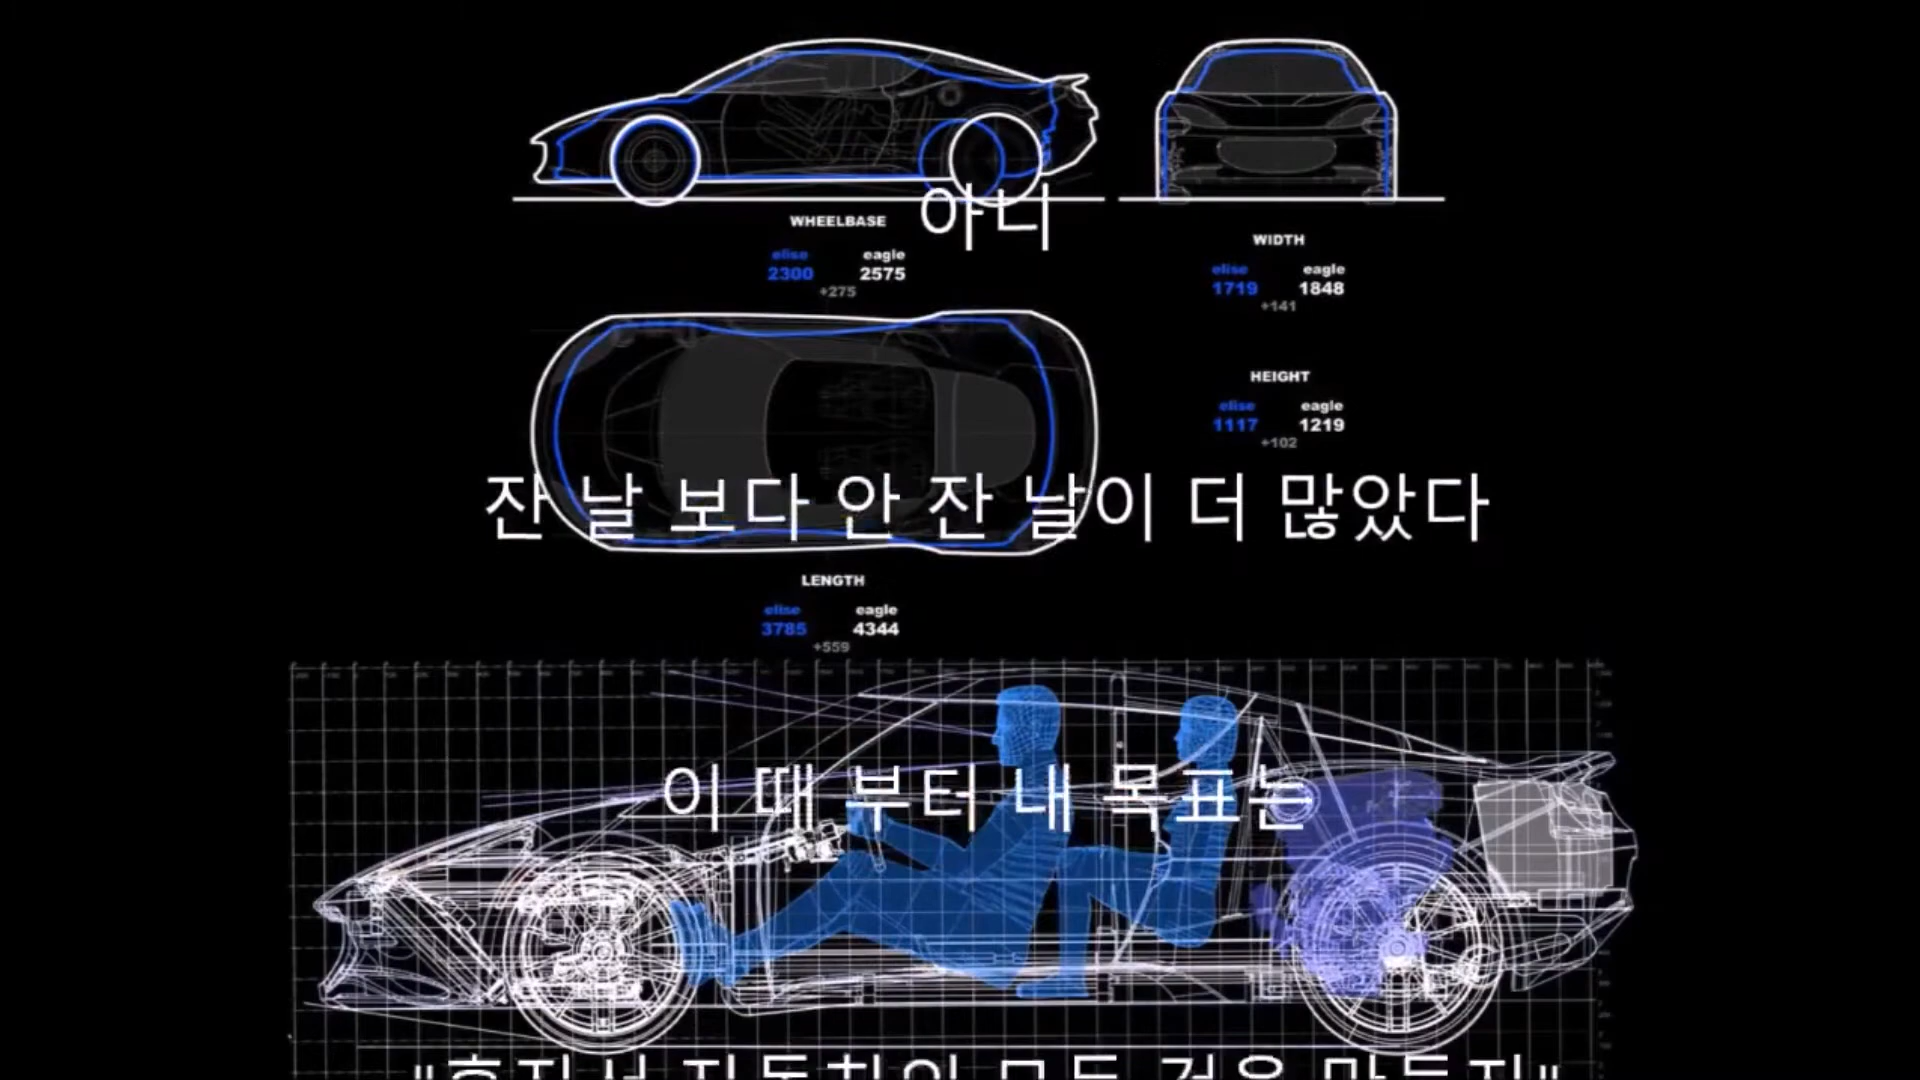 아니
WHEELBASE
elise eagle
2300 2575
+275
WIDTH
elise eagle
1719 1848
+141
HEIGHT
elise eagle
1117 1219
+102
잔 날 보다 안 잔 날이 더 많았다
LENGTH
elise eagle
3785 4344
+559
이 때 부터 내 목표는